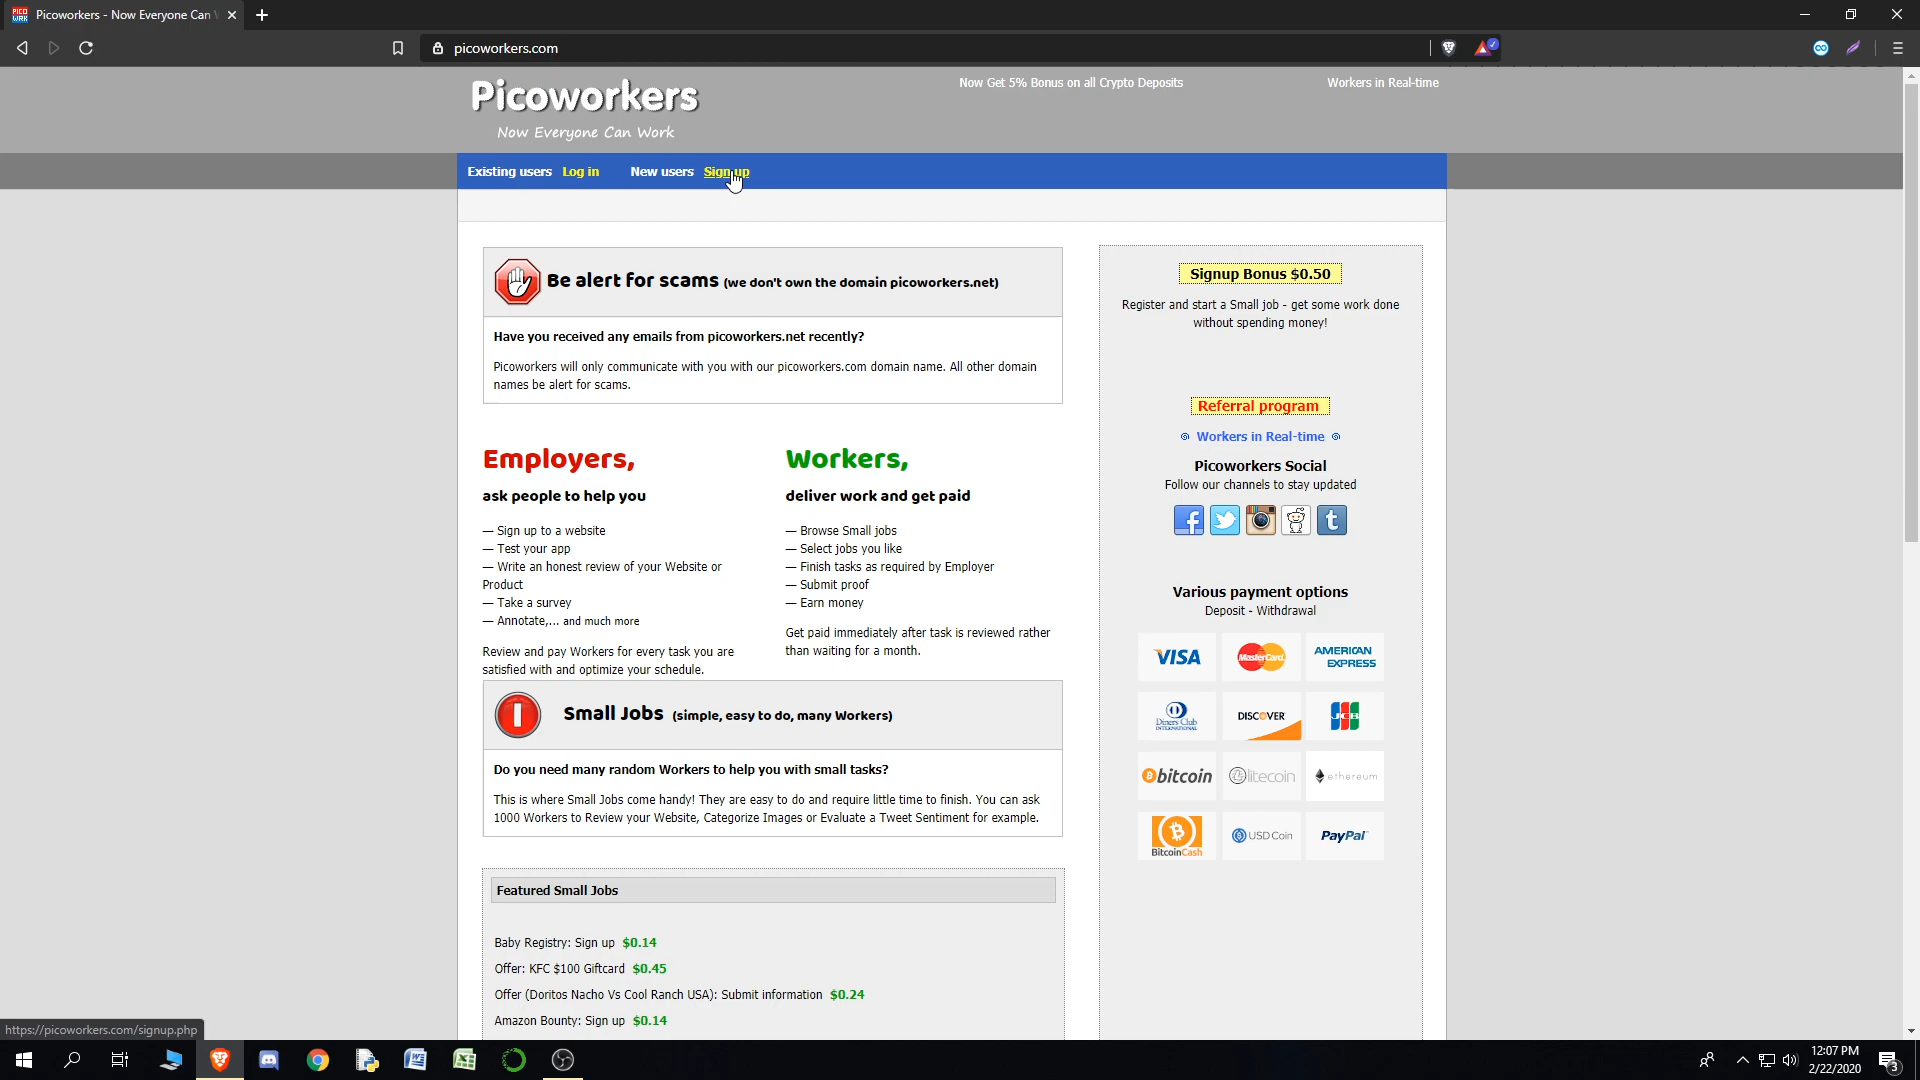 Picoworkers - Now Everyone Can W
picoworkers.com
Picoworkers
Now Everyone Can Work
Now Get 5% Bonus on all Crypto Deposits
Workers in Real-time
Existing users Log in New users Sign up
Be alert for scams (we don't own the domain picoworkers.net)
Have you received any emails from picoworkers.net recently?
Picoworkers will only communicate with you with our picoworkers.com domain name. All other domain
names be alert for scams.
Employers,
ask people to help you
— Sign up to a website
— Test your app
— Write an honest review of your Website or
Product
— Take a survey
— Annotate,... and much more
Review and pay Workers for every task you are
satisfied with and optimize your schedule.
Workers,
deliver work and get paid
— Browse Small jobs
— Select jobs you like
— Finish tasks as required by Employer
— Submit proof
— Earn money
Get paid immediately after task is reviewed rather
than waiting for a month.
Small Jobs (simple, easy to do, many Workers)
Do you need many random Workers to help you with small tasks?
This is where Small Jobs come handy! They are easy to do and require little time to finish. You can ask
1000 Workers to Review your Website, Categorize Images or Evaluate a Tweet Sentiment for example.
Featured Small Jobs
Baby Registry: Sign up $0.14
Offer: KFC $100 Giftcard $0.45
Offer (Doritos Nacho Vs Cool Ranch USA): Submit information $0.24
Amazon Bounty: Sign up $0.14
Signup Bonus $0.50
Register and start a Small job - get some work done
without spending money!
Referral program
Workers in Real-time
Picoworkers Social
Follow our channels to stay updated
Various payment options
Deposit - Withdrawal
VISA MasterCard AMERICAN
EXPRESS
Diners Club
INTERNATIONAL
DISCOVER JCB
bitcoin litecoin ethereum
BitcoinCash USD Coin PayPal
https://picoworkers.com/signup.php
12:07 PM
2/22/2020
3